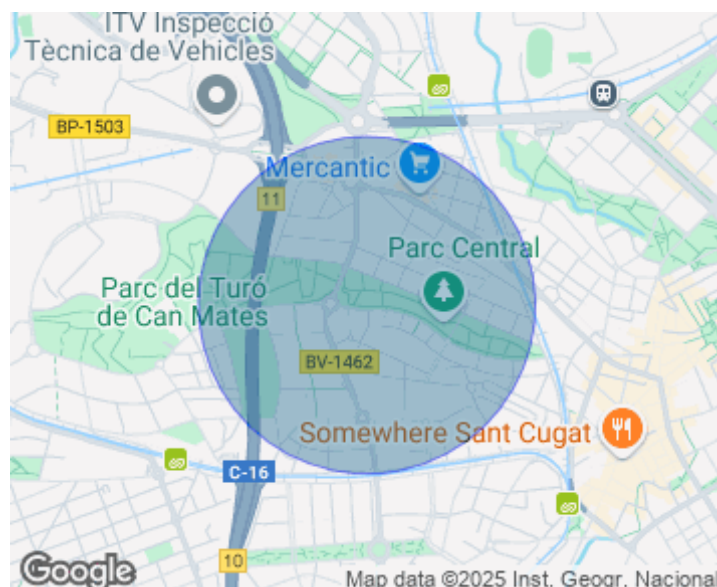 ITV Inspecció
Tècnica de Vehicles
BP-1503
Mercantic
11
Parc Central
Parc del Turó
de Can Mates
BV-1462
Somewhere Sant Cugat
C-16
10
Google
Map data ©2025 Inst. Geogr. Nacional